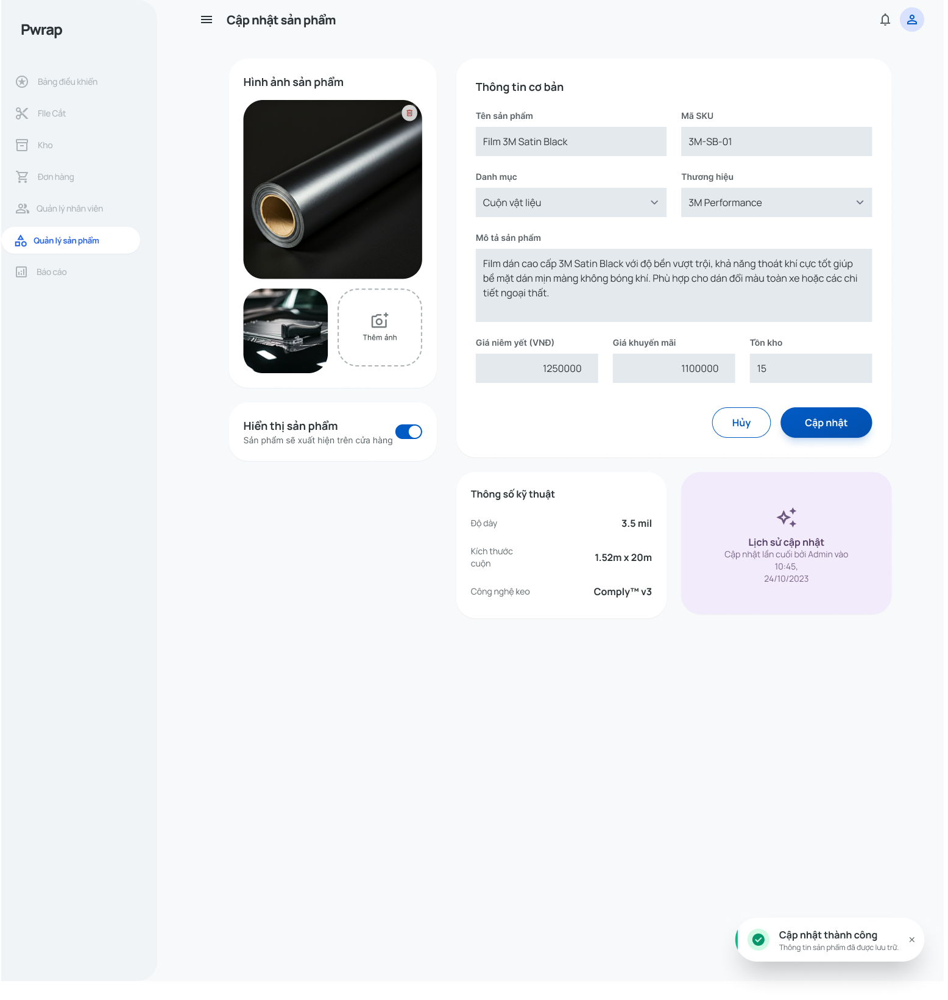 Pwrap
Bảng điều khiển
FIle Cắt
Kho
Đơn hàng
Quản lý nhân viên
Quản lý sản phẩm
Báo cáo
Cập nhật sản phẩm
Hình ảnh sản phẩm
Thêm ảnh
Hiển thị sản phẩm
Sản phẩm sẽ xuất hiện trên cửa hàng
Thông tin cơ bản
Tên sản phẩm
Mã SKU
Film 3M Satin Black
3M-SB-01
Danh mục
Thương hiệu
Cuộn vật liệu
3M Performance
Mô tả sản phẩm
Film dán cao cấp 3M Satin Black với độ bền vượt trội, khả năng thoát khí cực tốt giúp
bề mặt dán mịn màng không bóng khí. Phù hợp cho dán đổi màu toàn xe hoặc các chi
tiết ngoại thất.
Giá niêm yết (VNĐ)
Giá khuyến mãi
Tồn kho
1250000
1100000
15
Hủy
Cập nhật
Thông số kỹ thuật
Độ dày
3.5 mil
Kích thước
cuộn
1.52m x 20m
Công nghệ keo
Comply™ v3
Lịch sử cập nhật
Cập nhật lần cuối bởi Admin vào
10:45,
24/10/2023
Cập nhật thành công
Thông tin sản phẩm đã được lưu trữ.